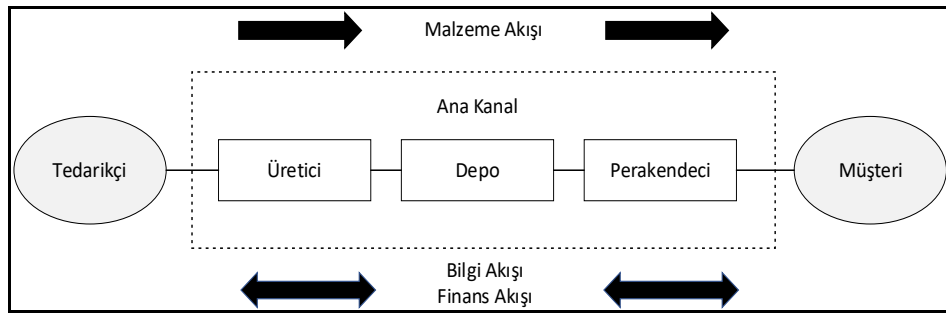 Malzeme Akışı
Ana Kanal
Tedarikçi
Üretici
Depo
Perakendeci
Müşteri
Bilgi Akışı
Finans Akışı